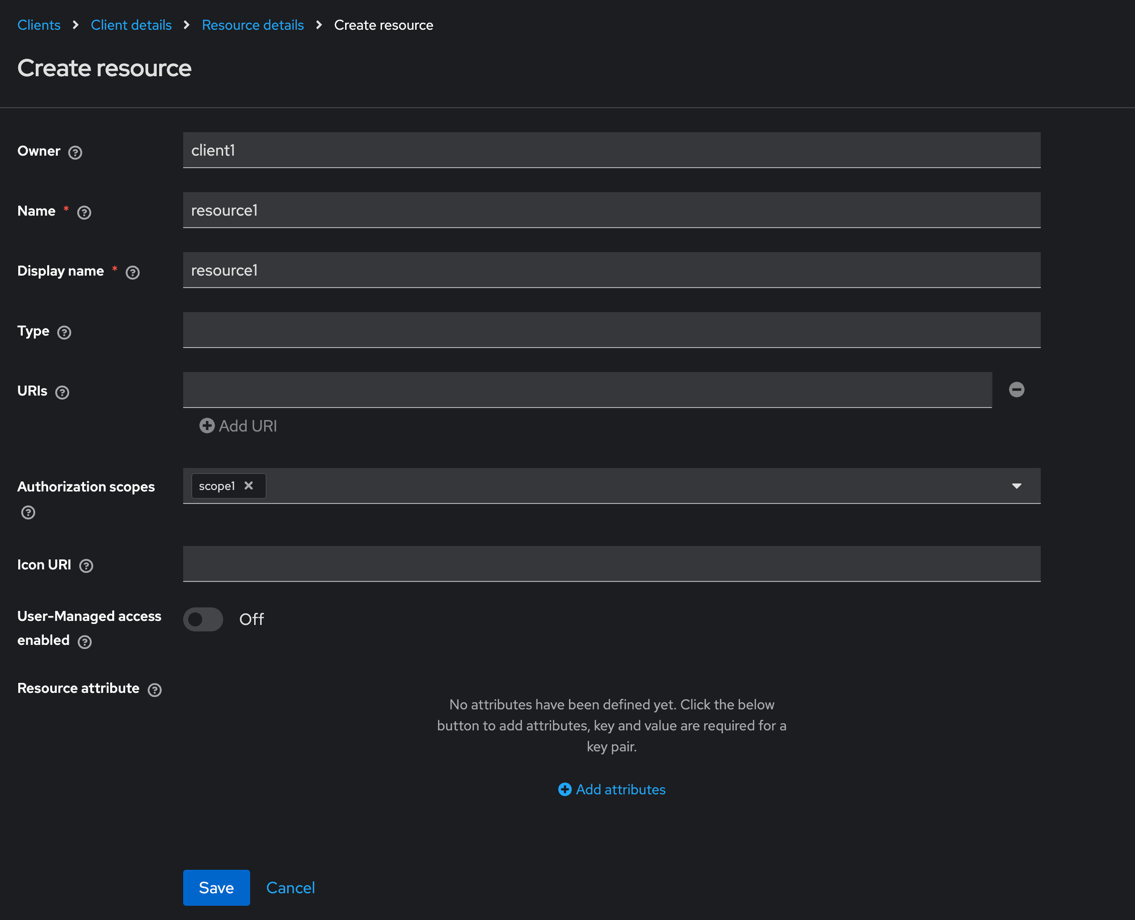 Clients > Client details > Resource details > Create resource
Create resource
Owner
client1
Name *
resource1
Display name *
resource1
Type
URIs
Add URI
Authorization scopes
scope1
Icon URI
User-Managed access
enabled
Off
Resource attribute
No attributes have been defined yet. Click the below
button to add attributes, key and value are required for a
key pair.
Add attributes
Save Cancel